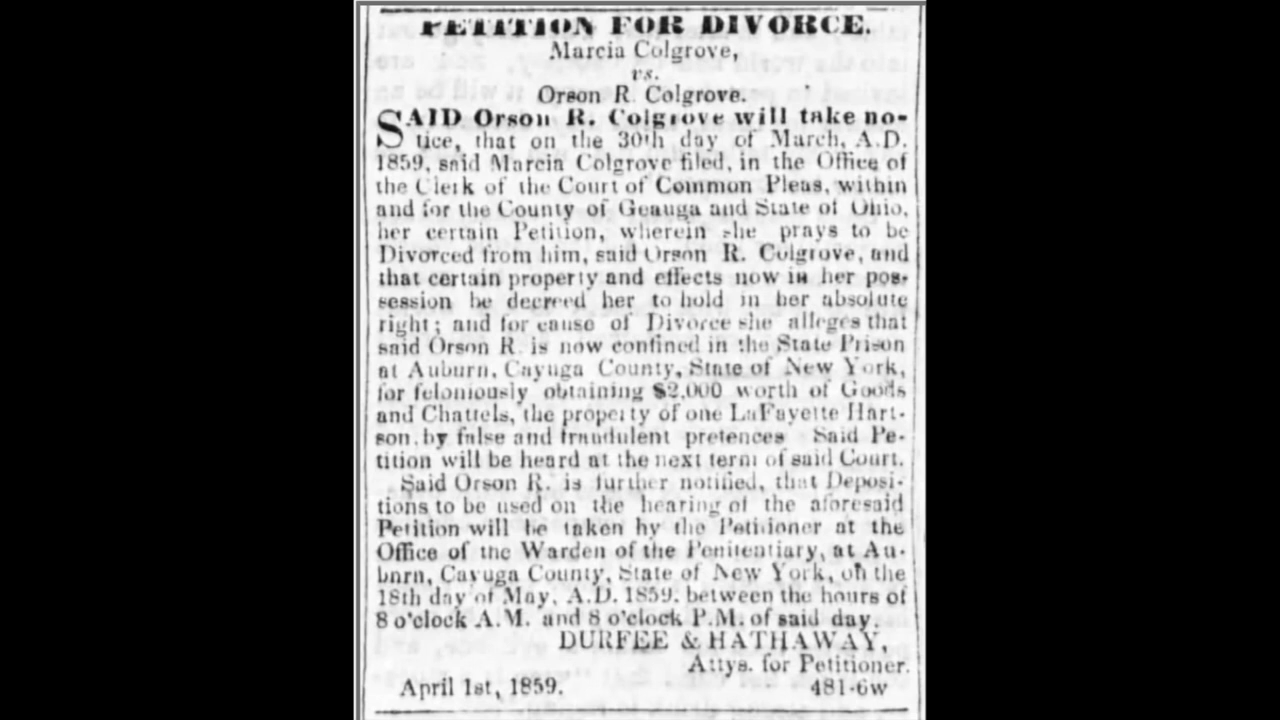 PETITION FOR DIVORCE.
Marcia Colgrove,
vs.
Orson R. Colgrove.
SAID Orson R. Colgrove will take no-
tice, that on the 30th day of March, A.D.
1859, said Marcia Colgrove filed, in the Office of
the Clerk of the Court of Common Pleas, within
and for the County of Geauga and State of Ohio,
her certain Petition, wherein she prays to be
Divorced from him, said Orson R. Colgrove, and
that certain property and effects now in her pos-
session be decreed her to hold in her absolute
right; and for cause of Divorce she alleges that
said Orson R. is now confined in the State Prison
at Auburn, Cayuga County, State of New York,
for feloniously obtaining $2,000 worth of Goods
and Chattels, the property of one LaFayette Hart-
son, by false and fraudulent pretences Said Pe-
tition will be heard at the next term of said Court.
Said Orson R. is further notified, that Deposi-
tions to be used on the hearing of the aforesaid
Petition will be taken by the Petitioner at the
Office of the Warden of the Penitentiary, at Au-
burn, Cayuga County, State of New York, on the
18th day of May, A.D. 1859, between the hours of
8 o'clock A.M. and 8 o'clock P.M. of said day.
DURFEE & HATHAWAY,
Attys. for Petitioner.
April 1st, 1859. 481-6w